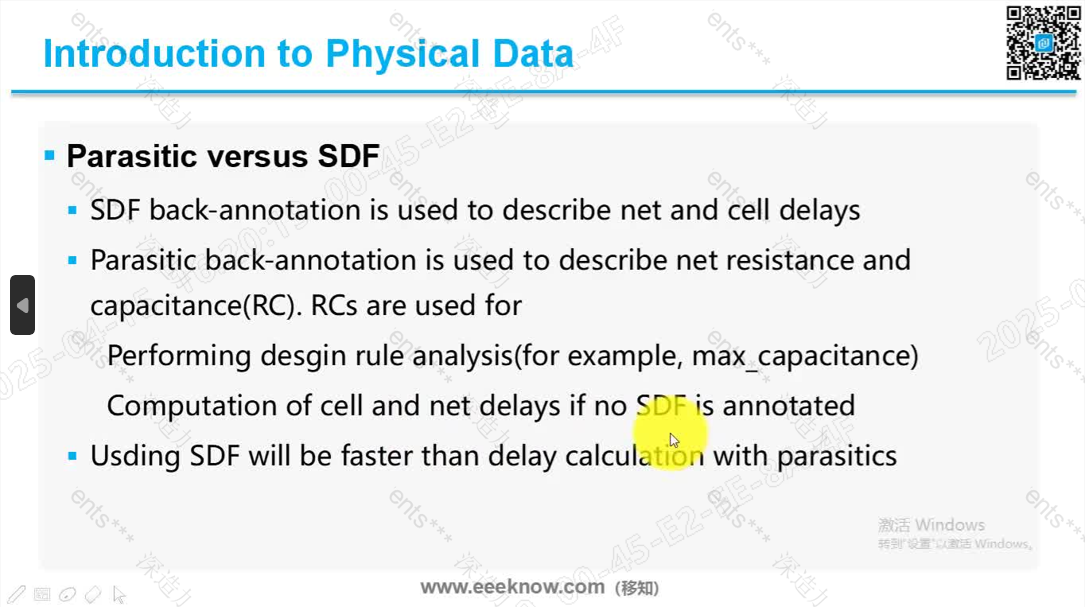 Introduction to Physical Data
Parasitic versus SDF
SDF back-annotation is used to describe net and cell delays
Parasitic back-annotation is used to describe net resistance and
capacitance(RC). RCs are used for
Performing desgin rule analysis(for example, max_capacitance)
Computation of cell and net delays if no SDF is annotated
Usding SDF will be faster than delay calculation with parasitics
激活 Windows
转到"设置"以激活 Windows。
www.eeeknow.com (移知)